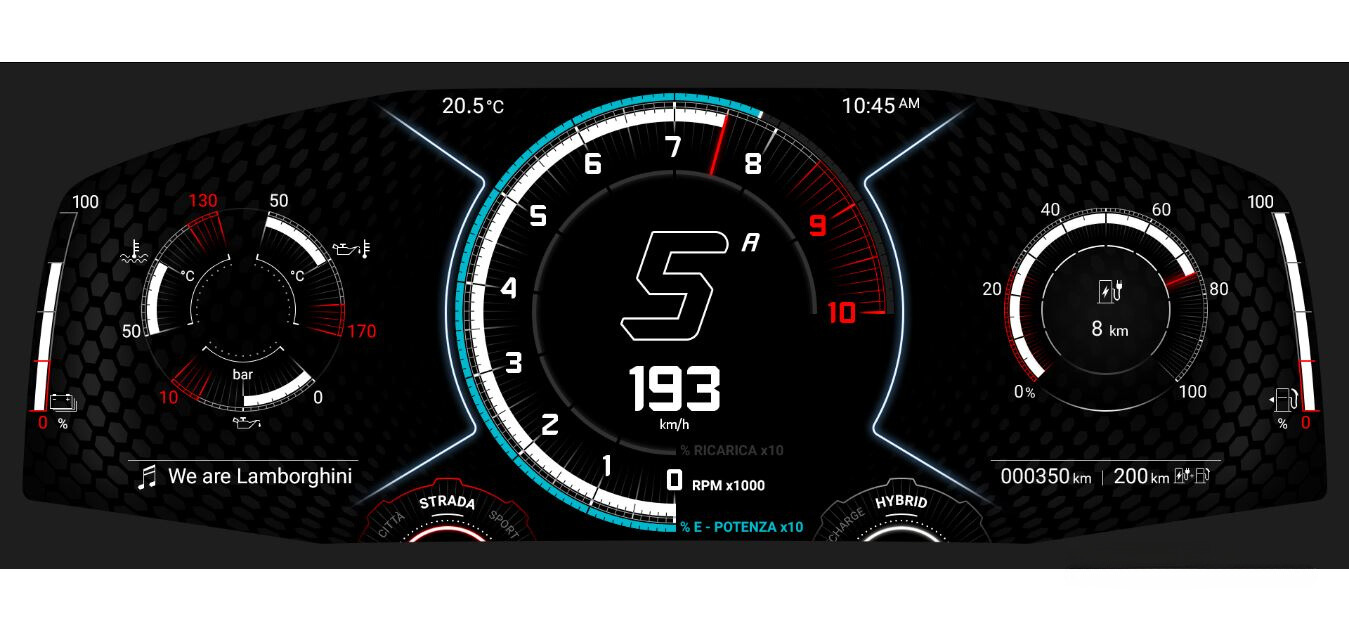 20.5°C
10:45 AM
100
130
50
°C
°C
50
170
bar
10
0
0
%
We are Lamborghini
7
6
8
5
9
4
10
3
2
1
0
5
A
193
km/h
% RICARICA x10
RPM x1000
% E - POTENZA x10
CITTÀ
STRADA
SPORT
CHARGE
HYBRID
40
60
20
80
8 km
0%
100
100
%
0
000350 km | 200 km